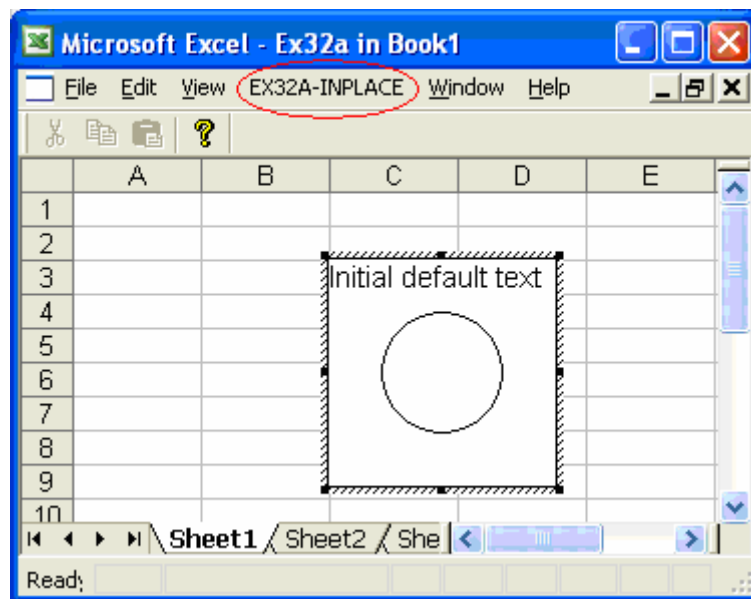 Microsoft Excel - Ex32a in Book1
File Edit View EX32A-INPLACE Window Help
A B C D E
1
2
3 Initial default text
4
5
6
7
8
9
10
Sheet1 Sheet2 She
Ready